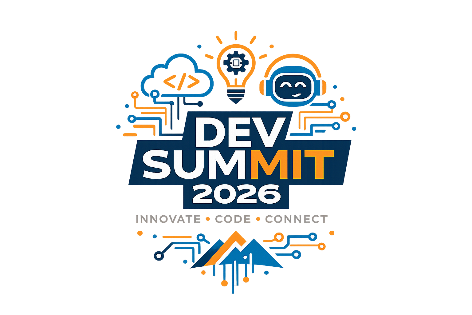 </>
DEV
SUMMIT
2026
INNOVATE • CODE • CONNECT